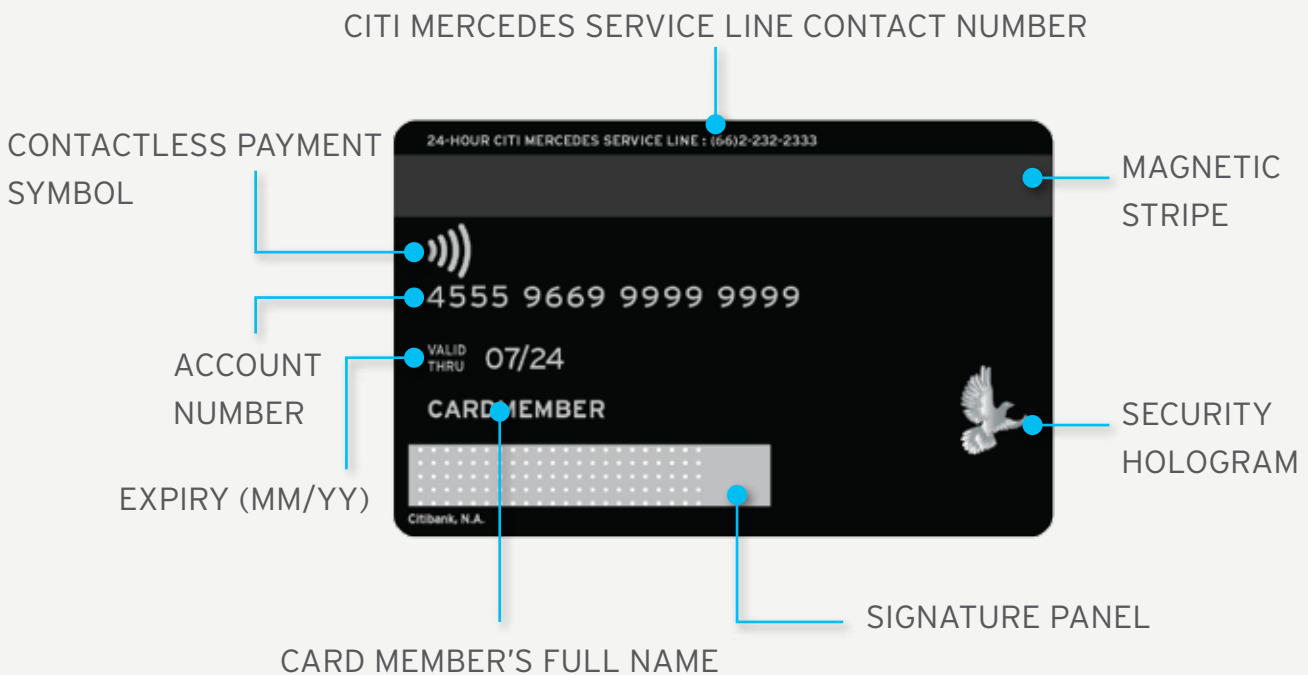 CITI MERCEDES SERVICE LINE CONTACT NUMBER
24-HOUR CITI MERCEDES SERVICE LINE : (66)2-232-2333
CONTACTLESS PAYMENT
SYMBOL
MAGNETIC
STRIPE
4555 9669 9999 9999
ACCOUNT
NUMBER
VALID
THRU 07/24
CARDMEMBER
SECURITY
HOLOGRAM
EXPIRY (MM/YY)
Citibank, N.A.
SIGNATURE PANEL
CARD MEMBER'S FULL NAME